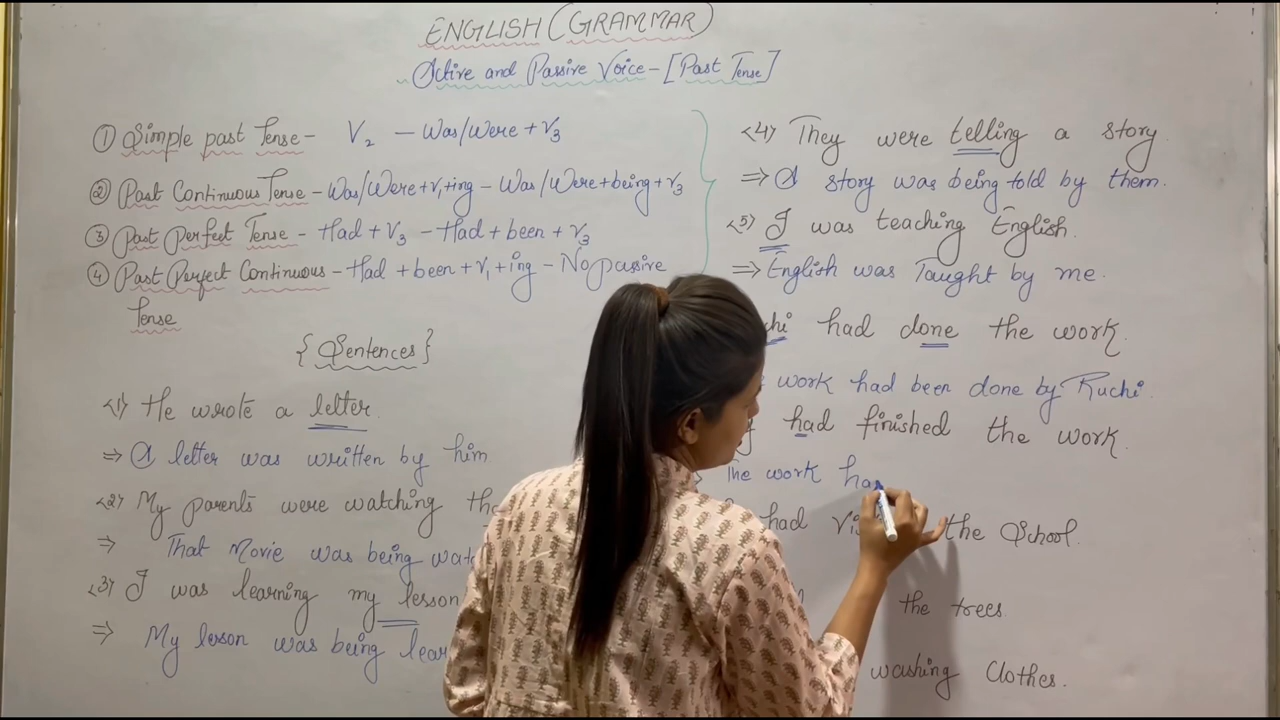 ENGLISH (GRAMMAR)
Active and Passive Voice - [Past Tense]
① Simple past Tense - V₂ - Was/Were + V₃
② Past Continuous Tense - Was/Were + V₁ + ing - Was/Were + being + V₃
③ Past Perfect Tense - Had + V₃ - Had + been + V₃
④ Past Perfect Continuous - Had + been + V₁ + ing - No passive
Tense
{Sentences}
<1> He wrote a letter.
⇒ A letter was written by him
<2> My parents were watching
⇒ That Movie was being
<3> I was learning my lesson
⇒ My lesson was being
<4> They were telling a story.
⇒ A story was being told by them.
<5> I was teaching English.
⇒ English was Taught by me.
had done the work.
work had been done by Ruchi.
had finished the work.
The work
had the School.
the trees
washing Clothes.